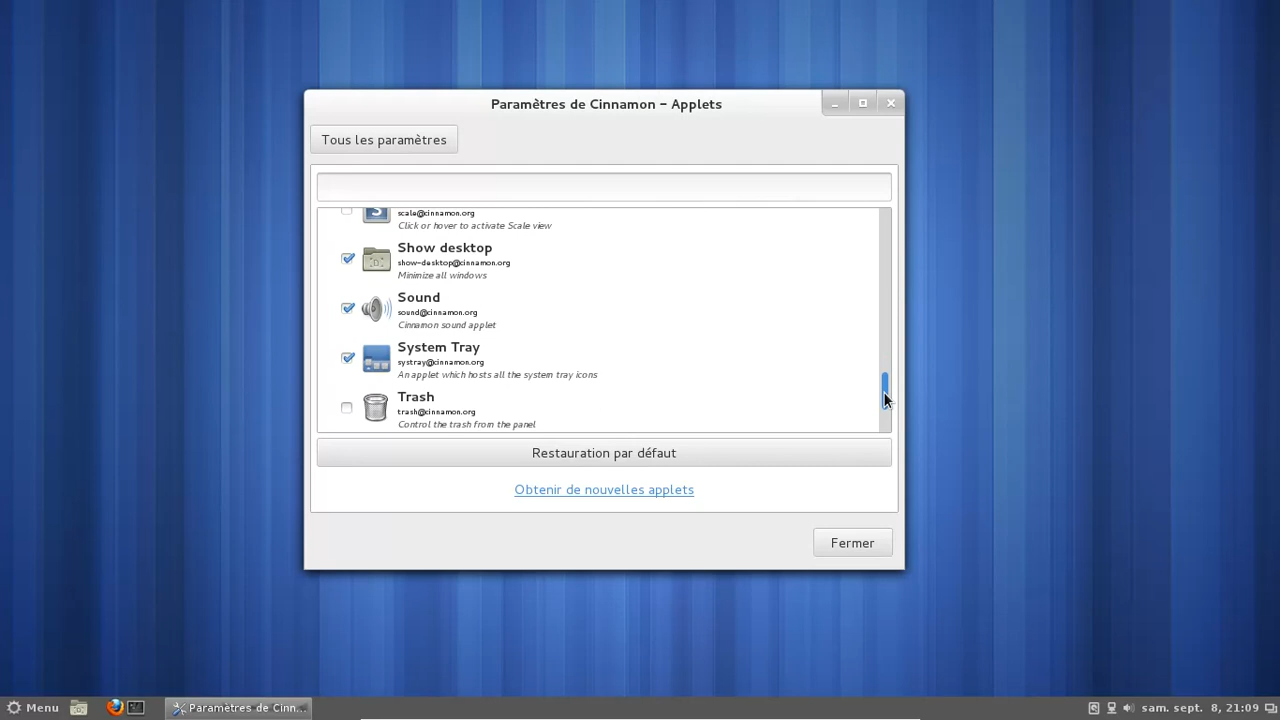 Paramètres de Cinnamon – Applets
Tous les paramètres
scale@cinnamon.org
Click or hover to activate Scale view
Show desktop
show-desktop@cinnamon.org
Minimize all windows
Sound
sound@cinnamon.org
Cinnamon sound applet
System Tray
systray@cinnamon.org
An applet which hosts all the system tray icons
Trash
trash@cinnamon.org
Control the trash from the panel
Restauration par défaut
Obtenir de nouvelles applets
Fermer
Menu
Paramètres de Cinn...
sam. sept. 8, 21:09